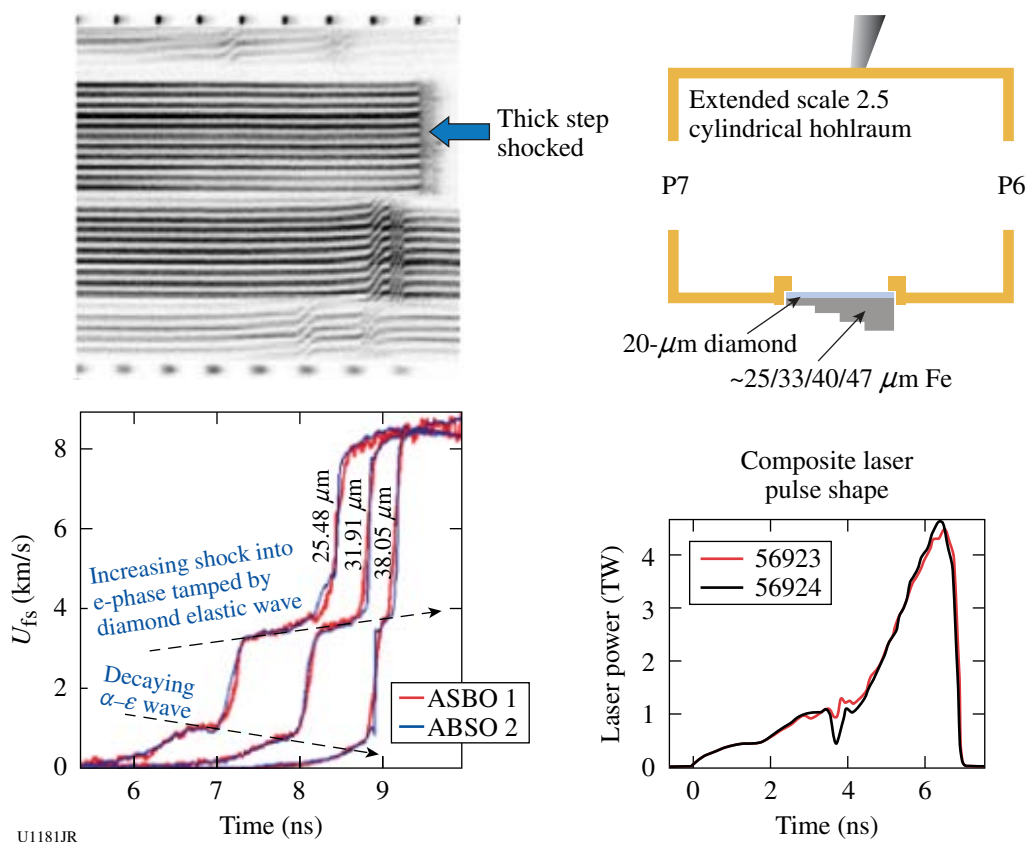 Thick step
shocked
Extended scale 2.5
cylindrical hohlraum
P7
P6
20-μm diamond
~25/33/40/47 μm Fe
Ufs (km/s)
8
6
4
2
0
25.48 μm
31.91 μm
38.05 μm
Increasing shock into
e-phase tamped by
diamond elastic wave
Decaying
α–ε wave
ASBO 1
ABSO 2
6
7
8
9
Time (ns)
Composite laser
pulse shape
Laser power (TW)
4
3
2
1
0
56923
56924
0
2
4
6
Time (ns)
U1181JR